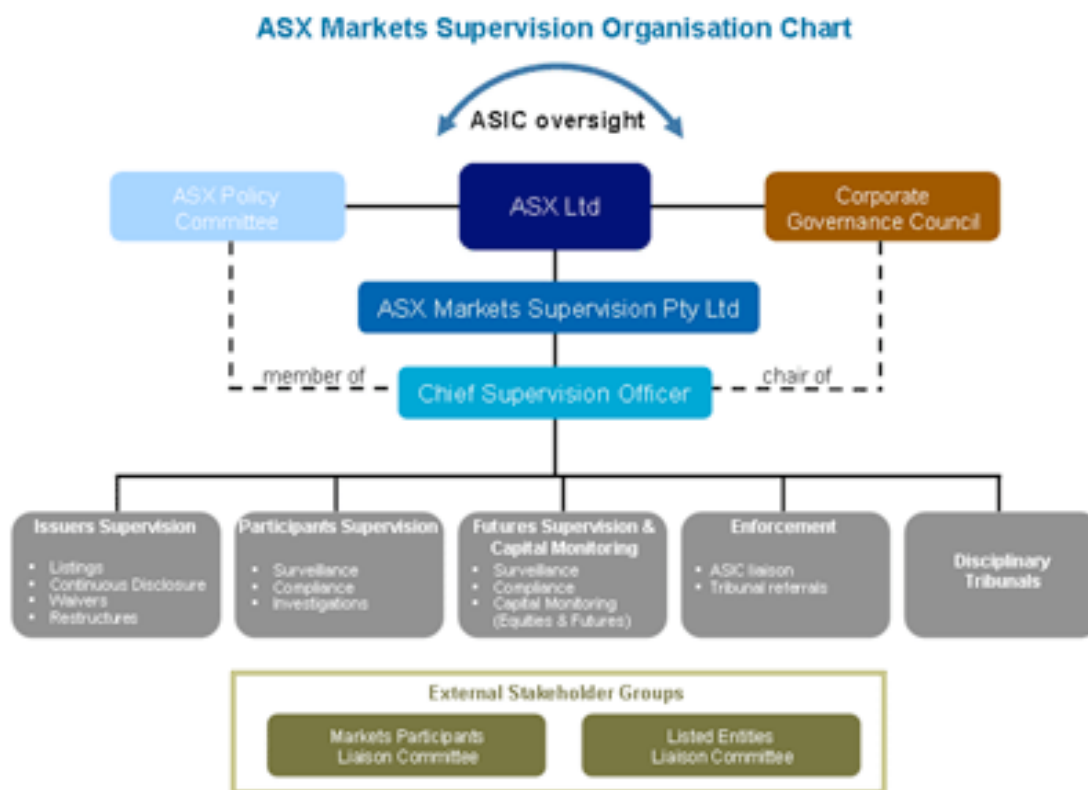 ASX Markets Supervision Organisation Chart
ASIC oversight
ASX Policy
Committee
ASX Ltd
Corporate
Governance Council
ASX Markets Supervision Pty Ltd
member of
Chief Supervision Officer
chair of
Issuers Supervision
• Listings
• Continuous Disclosure
• Waivers
• Restructures
Participants Supervision
• Surveillance
• Compliance
• Investigations
Futures Supervision &
Capital Monitoring
• Surveillance
• Compliance
• Capital Monitoring
(Equities & Futures)
Enforcement
• ASIC liaison
• Tribunal referrals
Disciplinary
Tribunals
External Stakeholder Groups
Markets Participants
Liaison Committee
Listed Entities
Liaison Committee